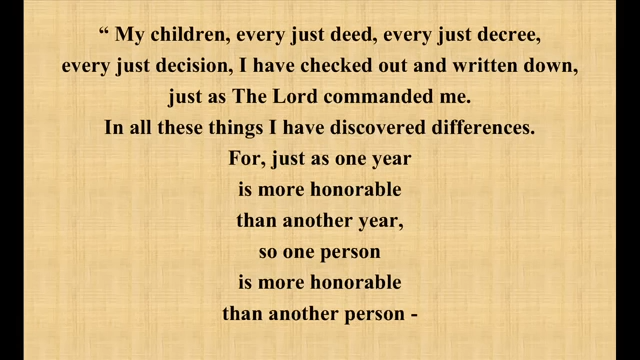 “ My children, every just deed, every just decree,
every just decision, I have checked out and written down,
just as The Lord commanded me.
In all these things I have discovered differences.
For, just as one year
is more honorable
than another year,
so one person
is more honorable
than another person -